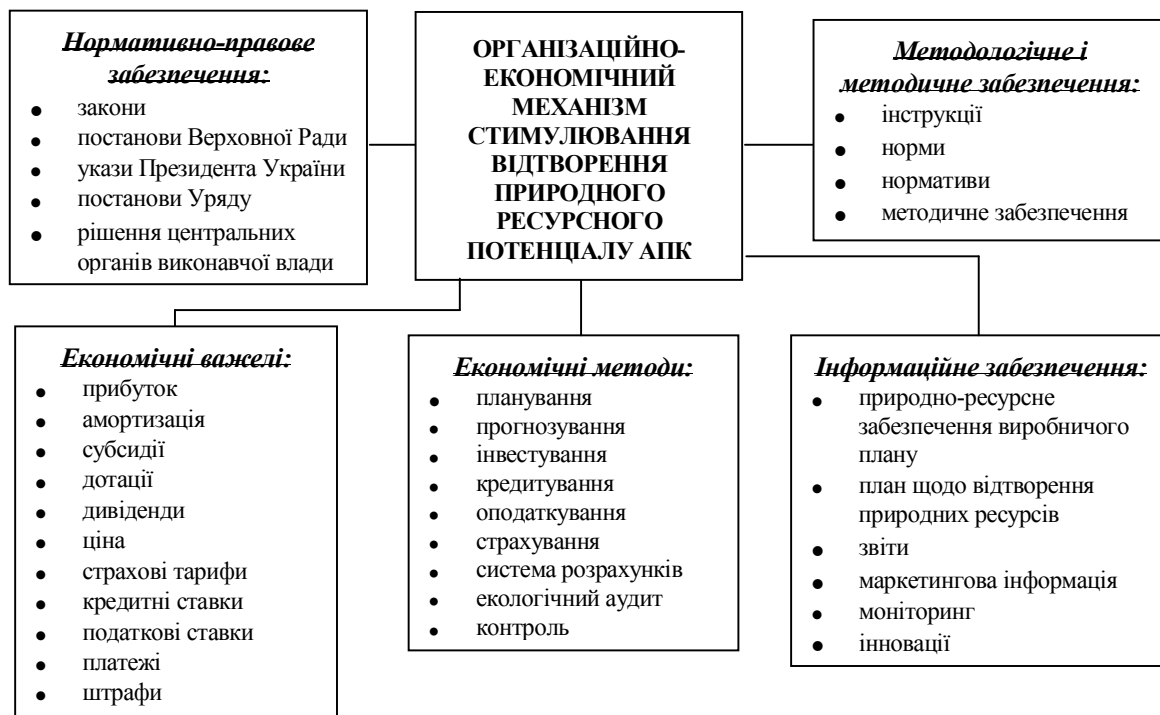 Нормативно-правове
забезпечення:
• закони
• постанови Верховної Ради
• укази Президента України
• постанови Уряду
• рішення центральних
органів виконавчої влади
ОРГАНІЗАЦІЙНО-
ЕКОНОМІЧНИЙ
МЕХАНІЗМ
СТИМУЛЮВАННЯ
ВІДТВОРЕННЯ
ПРИРОДНОГО
РЕСУРСНОГО
ПОТЕНЦІАЛУ АПК
Методологічне і
методичне забезпечення:
• інструкції
• норми
• нормативи
• методичне забезпечення
Економічні важелі:
• прибуток
• амортизація
• субсидії
• дотації
• дивіденди
• ціна
• страхові тарифи
• кредитні ставки
• податкові ставки
• платежі
• штрафи
Економічні методи:
• планування
• прогнозування
• інвестування
• кредитування
• оподаткування
• страхування
• система розрахунків
• екологічний аудит
• контроль
Інформаційне забезпечення:
• природно-ресурсне
забезпечення виробничого
плану
• план щодо відтворення
природних ресурсів
• звіти
• маркетингова інформація
• моніторинг
• інновації